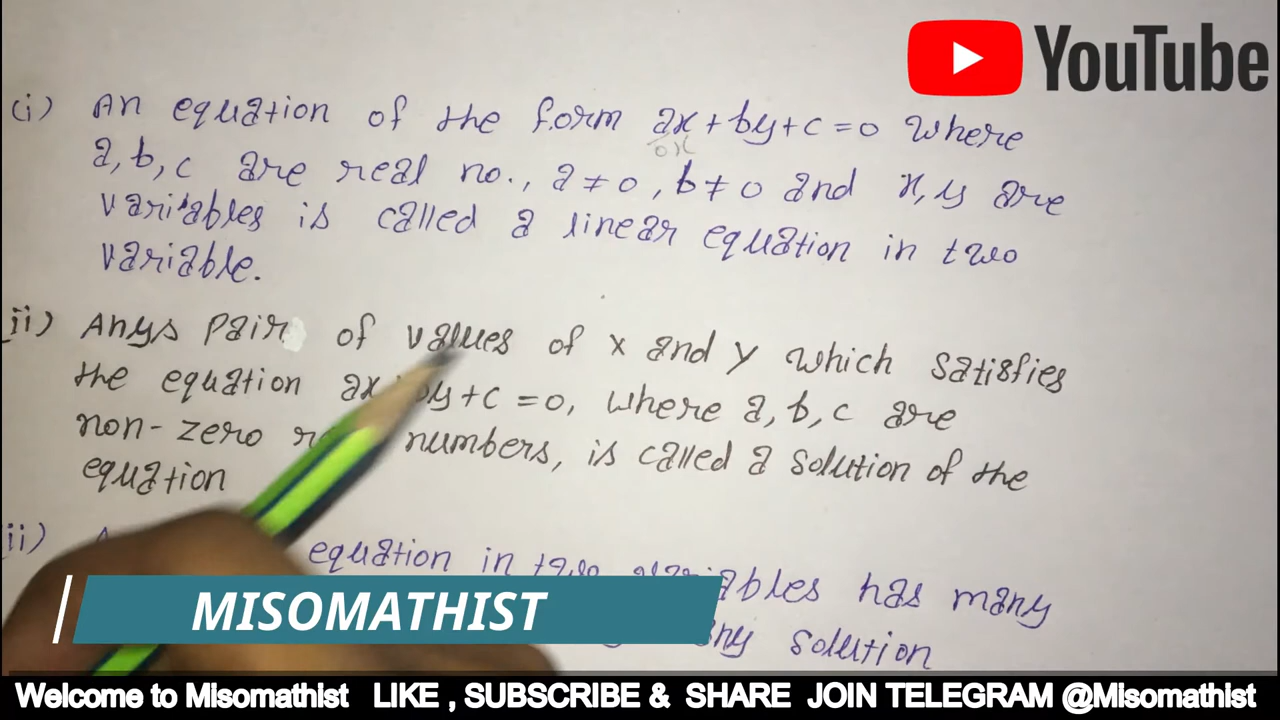 YouTube
(i) An equation of the form ax+by+c=0 where
a, b, c are real no., a≠0, b≠0 and x, y are
variables is called a linear equation in two
variable.
ii) Anys pair of values of x and y which satisfies
the equation ax by+c =0, where a, b, c are
non-zero numbers, is called a solution of the
equation
ii) equation in two variables has many
solution
MISOMATHIST
Welcome to Misomathist LIKE , SUBSCRIBE & SHARE JOIN TELEGRAM @Misomathist